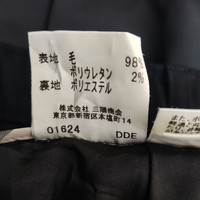 表地 毛 98%
ポリウレタン 2%
裏地 ポリエステル
株式会社 三陽商会
東京都新宿区本塩町14
01624 DDE